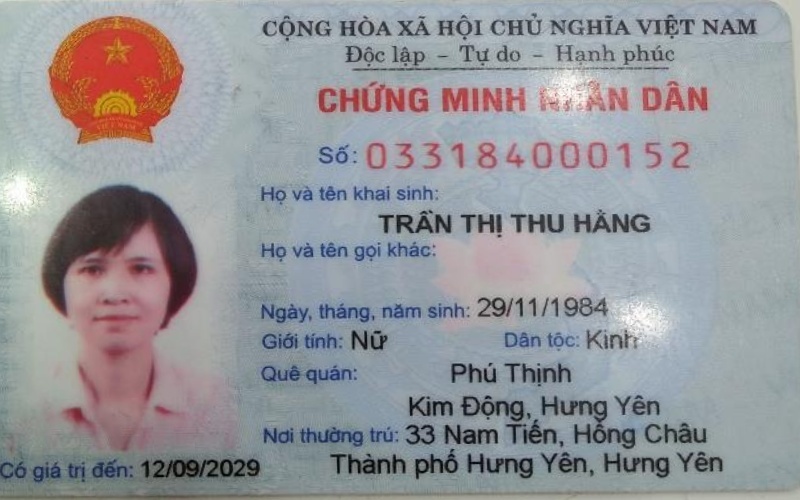 CỘNG HÒA XÃ HỘI CHỦ NGHĨA VIỆT NAM
Độc lập - Tự do - Hạnh phúc
CHỨNG MINH NHÂN DÂN
Số: 033184000152
Họ và tên khai sinh:
TRẦN THỊ THU HẰNG
Họ và tên gọi khác:
Ngày, tháng, năm sinh: 29/11/1984
Giới tính: Nữ Dân tộc: Kinh
Quê quán: Phú Thịnh
Kim Động, Hưng Yên
Nơi thường trú: 33 Nam Tiến, Hồng Châu
Thành phố Hưng Yên, Hưng Yên
Có giá trị đến: 12/09/2029
VIỆT NAM